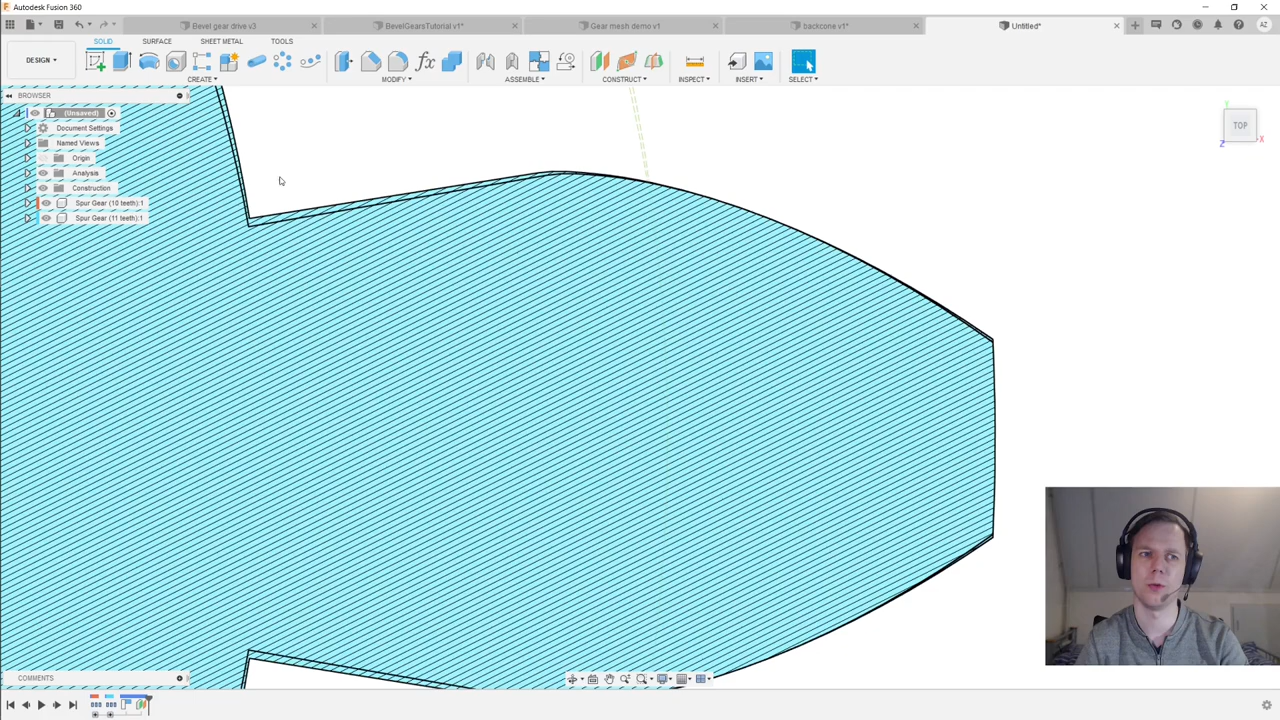 Autodesk Fusion 360
Bevel gear drive v3
BevelGearsTutorial v1*
Gear mesh demo v1
backcone v1*
Untitled*
AZ
DESIGN
SOLID
SURFACE
SHEET METAL
TOOLS
CREATE
MODIFY
fx
ASSEMBLE
CONSTRUCT
INSPECT
INSERT
SELECT
BROWSER
(Unsaved)
Document Settings
Named Views
Origin
Analysis
Construction
Spur Gear (10 teeth):1
Spur Gear (11 teeth):1
Y
TOP
X
Z
COMMENTS